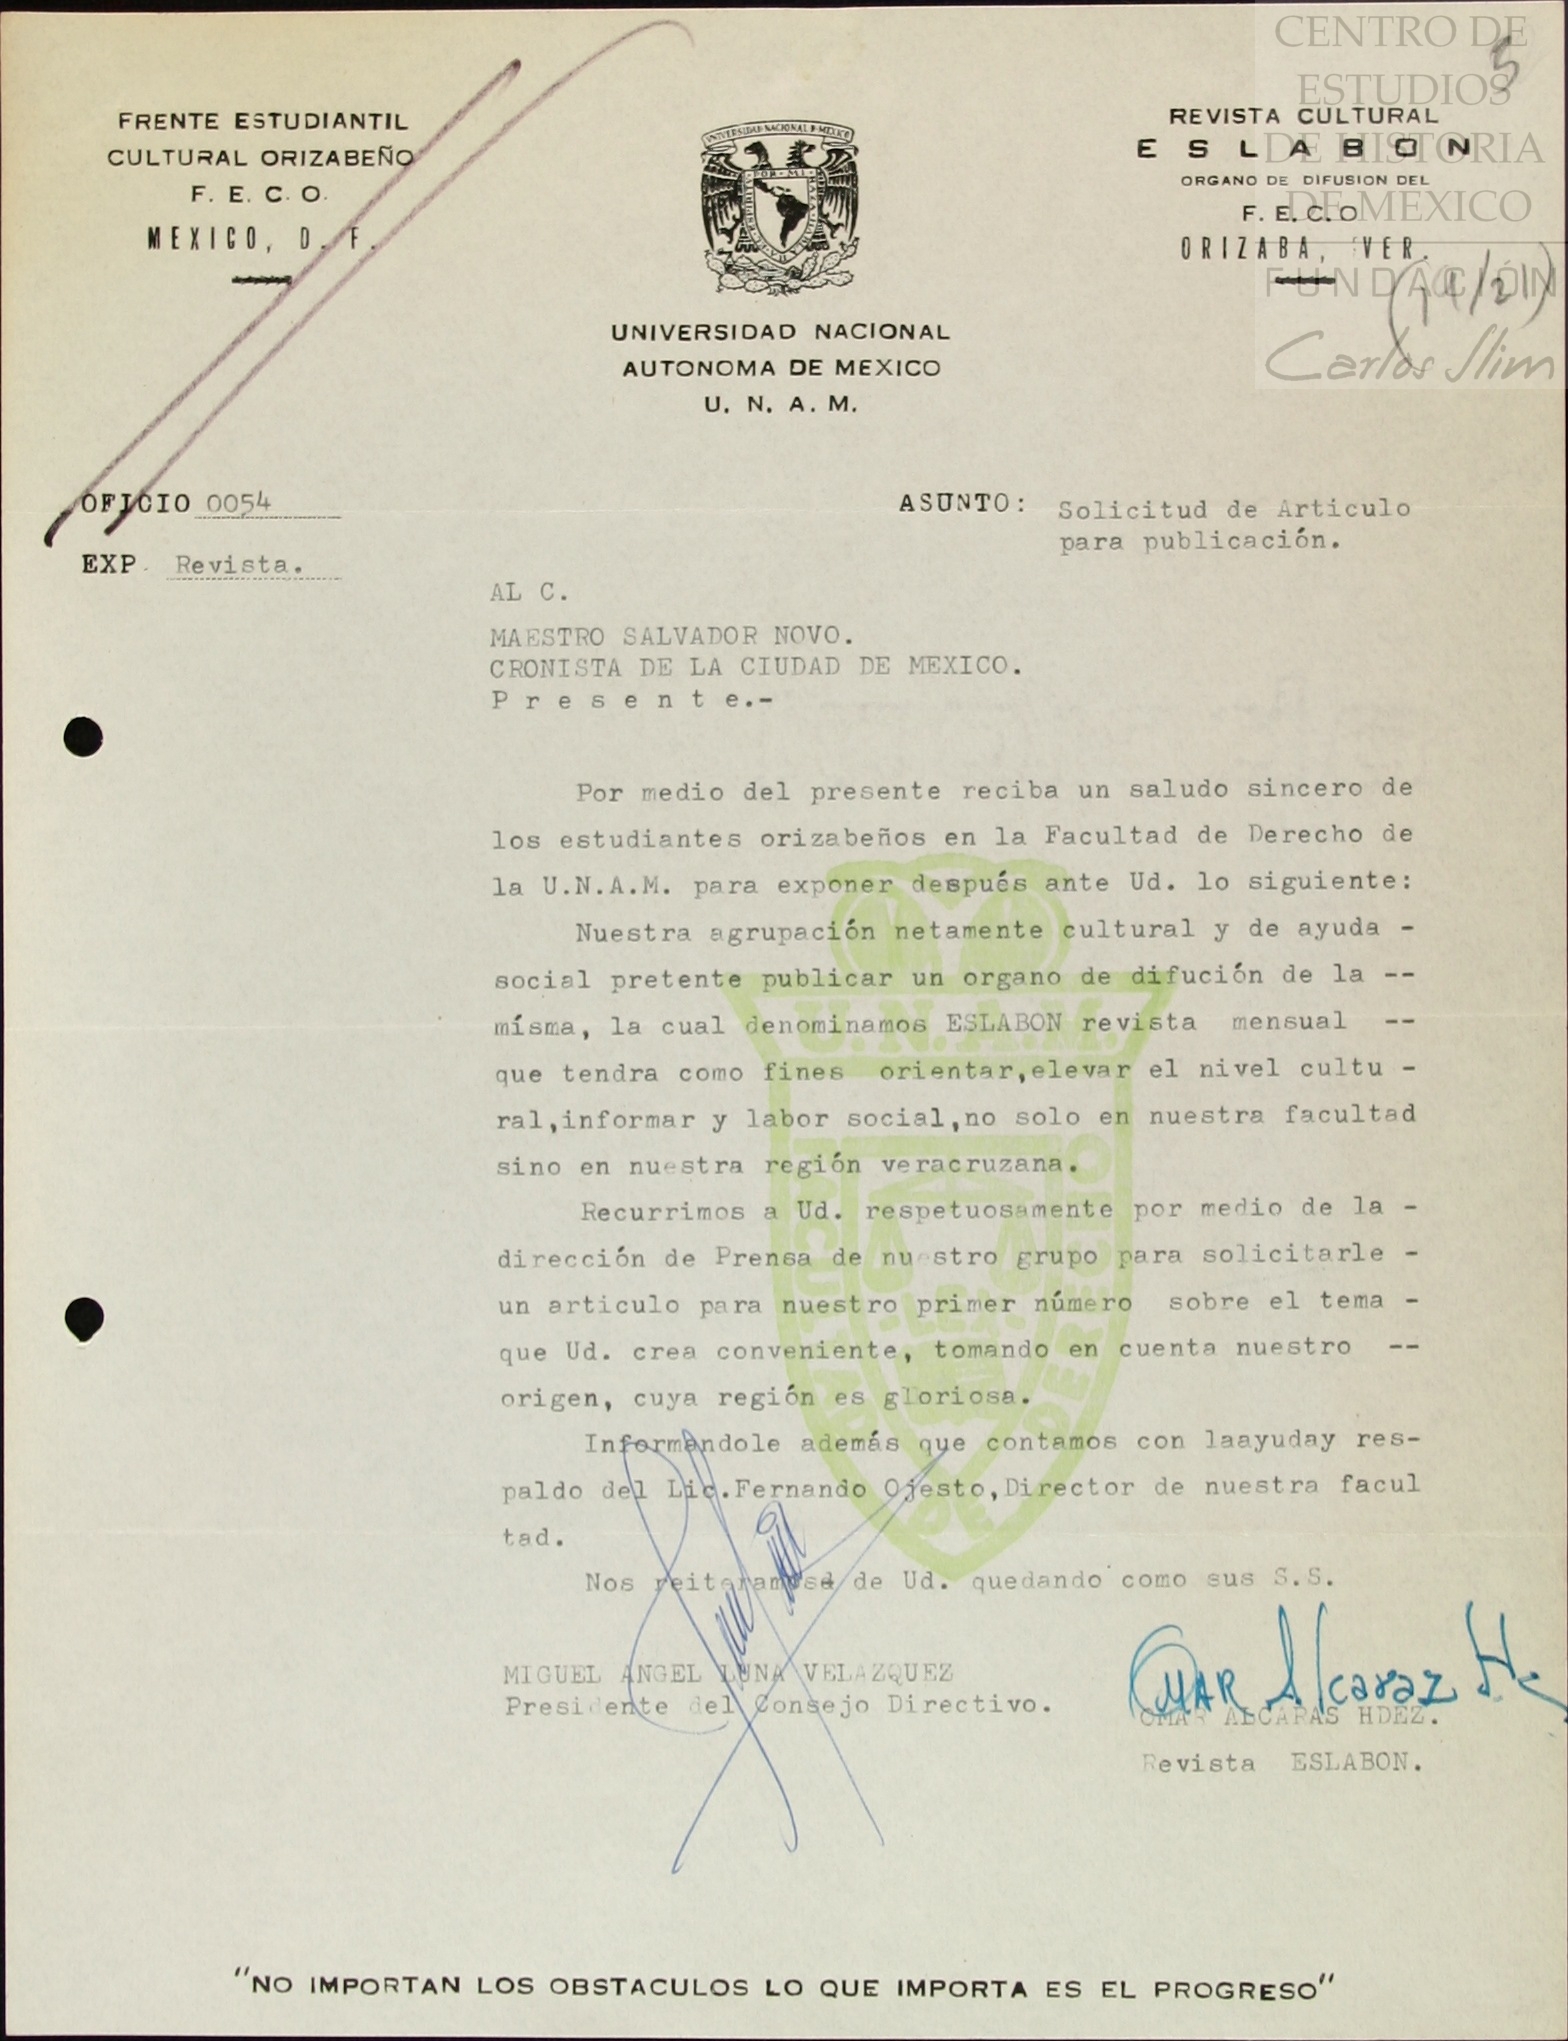 CENTRO DE
ESTUDIOS
DE HISTORIA
DE MEXICO
FUNDACIÓN
Carlos Slim
5
FRENTE ESTUDIANTIL
CULTURAL ORIZABEÑO
F. E. C. O.
MEXICO, D. F.
UNIVERSIDAD NACIONAL
AUTONOMA DE MEXICO
U. N. A. M.
REVISTA CULTURAL
ESLABON
ORGANO DE DIFUSION DEL
F. E. C. O
ORIZABA, VER.
OFICIO 0054
EXP. Revista.
ASUNTO: Solicitud de Articulo
para publicación.
AL C.
MAESTRO SALVADOR NOVO.
CRONISTA DE LA CIUDAD DE MEXICO.
P r e s e n t e.-
Por medio del presente reciba un saludo sincero de
los estudiantes orizabeños en la Facultad de Derecho de
la U.N.A.M. para exponer después ante Ud. lo siguiente:
Nuestra agrupación netamente cultural y de ayuda -
social pretente publicar un organo de difución de la --
mísma, la cual denominamos ESLABON revista mensual --
que tendra como fines orientar,elevar el nivel cultu -
ral,informar y labor social,no solo en nuestra facultad
sino en nuestra región veracruzana.
Recurrimos a Ud. respetuosamente por medio de la -
dirección de Prensa de nuestro grupo para solicitarle -
un articulo para nuestro primer número sobre el tema -
que Ud. crea conveniente, tomando en cuenta nuestro --
origen, cuya región es gloriosa.
Informandole además que contamos con laayuday res-
paldo del Lic.Fernando Ojesto,Director de nuestra facul
tad.
Nos reiteramos de Ud. quedando como sus S.S.
U.N.A.M.
FACULTAD DE DERECHO
MIGUEL ANGEL LUNA VELAZQUEZ
Presidente del Consejo Directivo.
OMAR Alcaraz H
OMAR ALCARAS HDEZ.
Revista ESLABON.
"NO IMPORTAN LOS OBSTACULOS LO QUE IMPORTA ES EL PROGRESO"